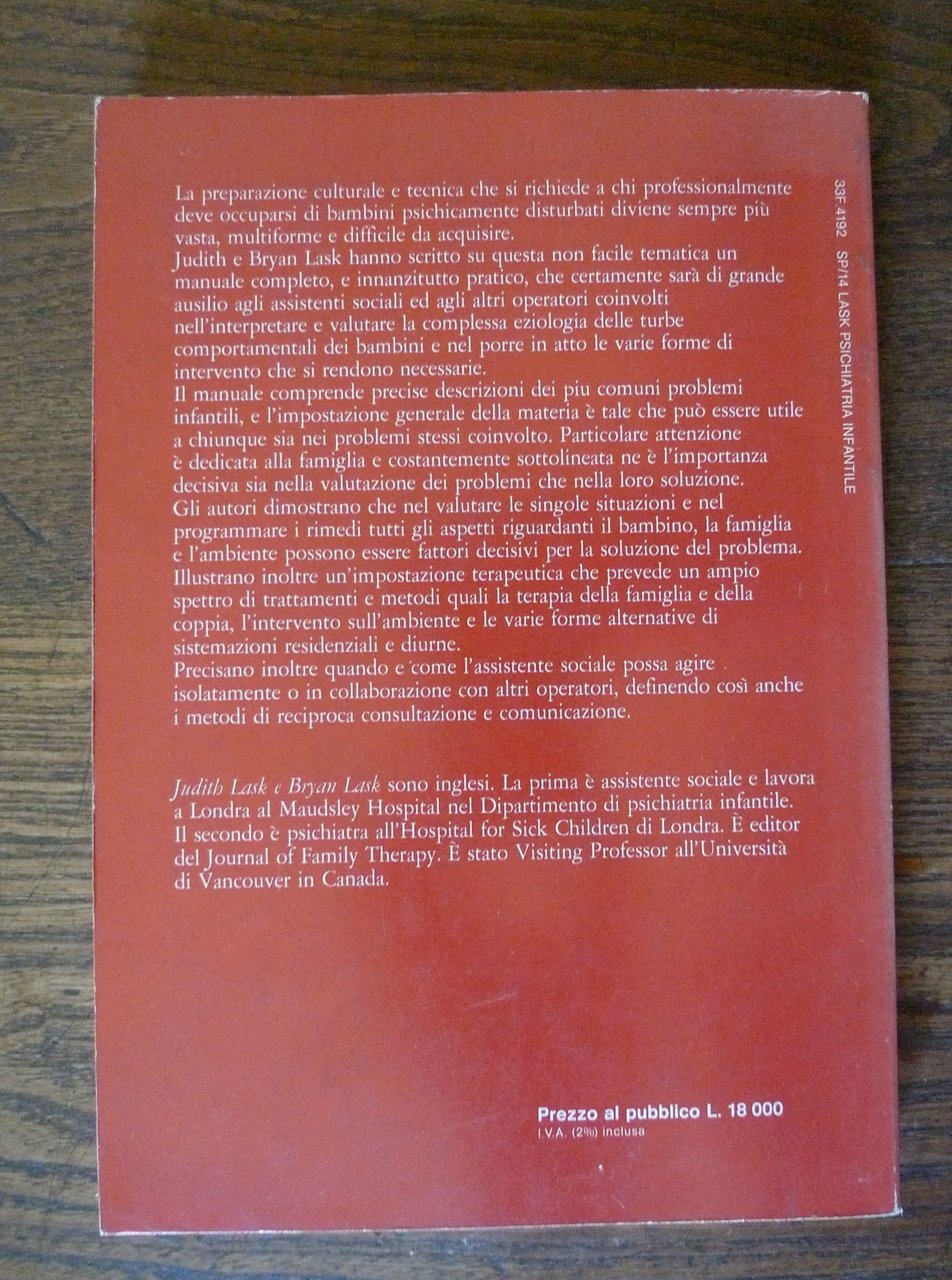 La preparazione culturale e tecnica che si richiede a chi professionalmente
deve occuparsi di bambini psichicamente disturbati diviene sempre più
vasta, multiforme e difficile da acquisire.
Judith e Bryan Lask hanno scritto su questa non facile tematica un
manuale completo, e innanzitutto pratico, che certamente sarà di grande
ausilio agli assistenti sociali ed agli altri operatori coinvolti
nell'interpretare e valutare la complessa eziologia delle turbe
comportamentali dei bambini e nel porre in atto le varie forme di
intervento che si rendono necessarie.
Il manuale comprende precise descrizioni dei piu comuni problemi
infantili, e l'impostazione generale della materia è tale che può essere utile
a chiunque sia nei problemi stessi coinvolto. Particolare attenzione
è dedicata alla famiglia e costantemente sottolineata ne è l'importanza
decisiva sia nella valutazione dei problemi che nella loro soluzione.
Gli autori dimostrano che nel valutare le singole situazioni e nel
programmare i rimedi tutti gli aspetti riguardanti il bambino, la famiglia
e l'ambiente possono essere fattori decisivi per la soluzione del problema.
Illustrano inoltre un'impostazione terapeutica che prevede un ampio
spettro di trattamenti e metodi quali la terapia della famiglia e della
coppia, l'intervento sull'ambiente e le varie forme alternative di
sistemazioni residenziali e diurne.
Precisano inoltre quando e come l'assistente sociale possa agire
isolatamente o in collaborazione con altri operatori, definendo così anche
i metodi di reciproca consultazione e comunicazione.
Judith Lask e Bryan Lask sono inglesi. La prima è assistente sociale e lavora
a Londra al Maudsley Hospital nel Dipartimento di psichiatria infantile.
Il secondo è psichiatra all'Hospital for Sick Children di Londra. È editor
del Journal of Family Therapy. È stato Visiting Professor all'Università
di Vancouver in Canada.
Prezzo al pubblico L. 18 000
I.V.A. (2%) inclusa
33F 4192 SP/14 LASK PSICHIATRIA INFANTILE